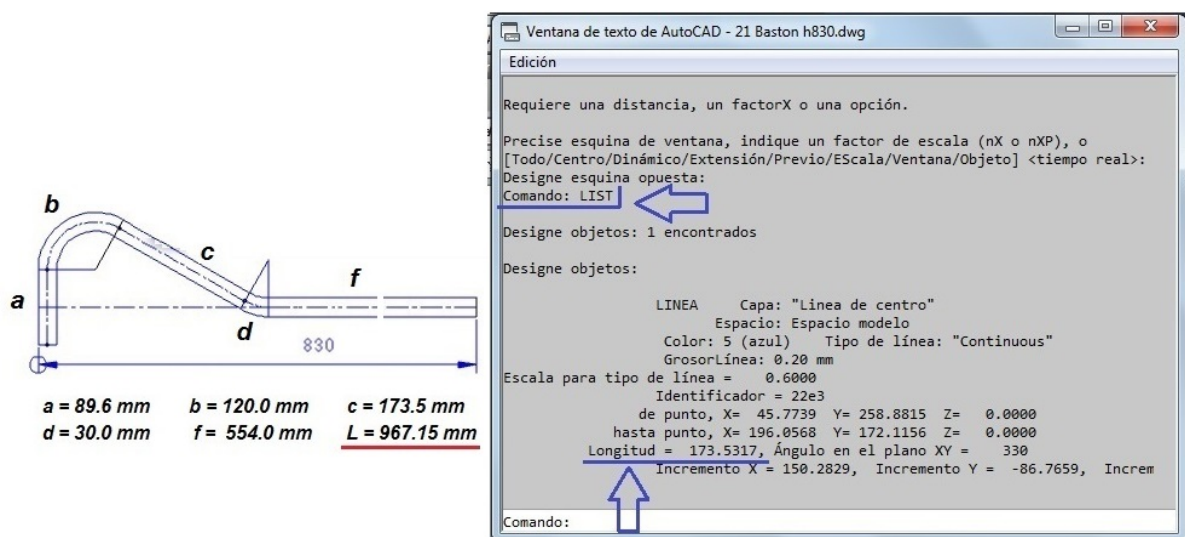 b
c
f
a
d
830
a = 89.6 mm b = 120.0 mm c = 173.5 mm
d = 30.0 mm f = 554.0 mm L = 967.15 mm
Ventana de texto de AutoCAD - 21 Baston h830.dwg
Edición
Requiere una distancia, un factorX o una opción.
Precise esquina de ventana, indique un factor de escala (nX o nXP), o
[Todo/Centro/Dinámico/Extensión/Previo/EScala/Ventana/Objeto] <tiempo real>:
Designe esquina opuesta:
Comando: LIST
Designe objetos: 1 encontrados
Designe objetos:
LINEA Capa: "Linea de centro"
Espacio: Espacio modelo
Color: 5 (azul) Tipo de línea: "Continuous"
GrosorLínea: 0.20 mm
Escala para tipo de línea = 0.6000
Identificador = 22e3
de punto, X= 45.7739 Y= 258.8815 Z= 0.0000
hasta punto, X= 196.0568 Y= 172.1156 Z= 0.0000
Longitud = 173.5317, Ángulo en el plano XY = 330
Incremento X = 150.2829, Incremento Y = -86.7659, Increm
Comando: